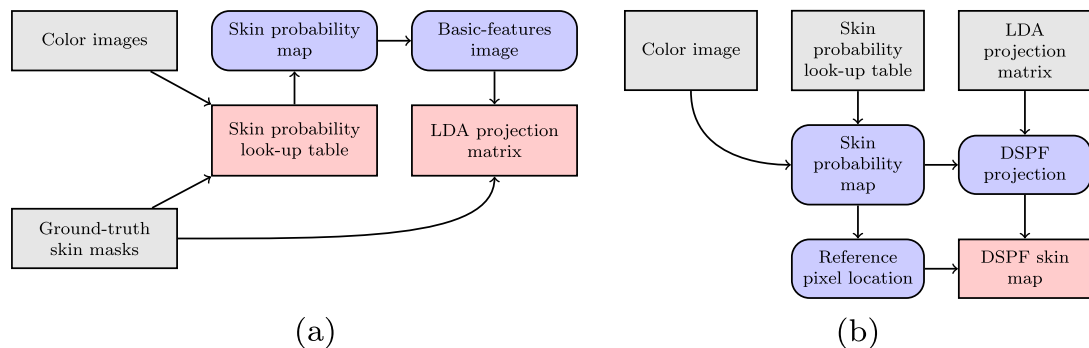 Color images
Skin probability
map
Basic-features
image
Skin probability
look-up table
LDA projection
matrix
Ground-truth
skin masks
(a)
Color image
Skin
probability
look-up table
LDA
projection
matrix
Skin
probability
map
DSPF
projection
Reference
pixel location
DSPF skin
map
(b)